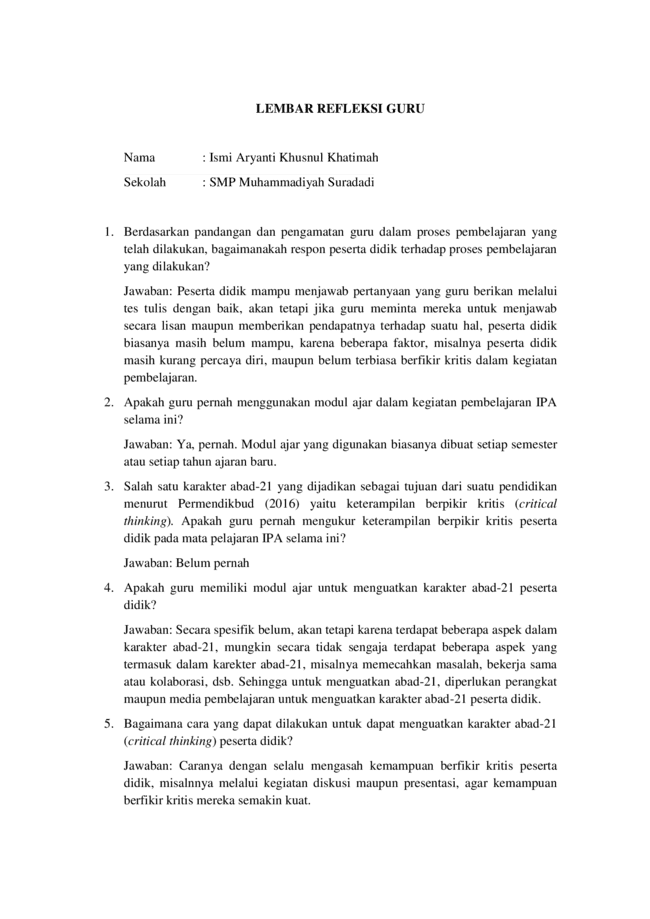 LEMBAR REFLEKSI GURU
Nama : Ismi Aryanti Khusnul Khatimah
Sekolah : SMP Muhammadiyah Suradadi
1. Berdasarkan pandangan dan pengamatan guru dalam proses pembelajaran yang
telah dilakukan, bagaimanakah respon peserta didik terhadap proses pembelajaran
yang dilakukan?
Jawaban: Peserta didik mampu menjawab pertanyaan yang guru berikan melalui
tes tulis dengan baik, akan tetapi jika guru meminta mereka untuk menjawab
secara lisan maupun memberikan pendapatnya terhadap suatu hal, peserta didik
biasanya masih belum mampu, karena beberapa faktor, misalnya peserta didik
masih kurang percaya diri, maupun belum terbiasa berfikir kritis dalam kegiatan
pembelajaran.
2. Apakah guru pernah menggunakan modul ajar dalam kegiatan pembelajaran IPA
selama ini?
Jawaban: Ya, pernah. Modul ajar yang digunakan biasanya dibuat setiap semester
atau setiap tahun ajaran baru.
3. Salah satu karakter abad-21 yang dijadikan sebagai tujuan dari suatu pendidikan
menurut Permendikbud (2016) yaitu keterampilan berpikir kritis (critical
thinking). Apakah guru pernah mengukur keterampilan berpikir kritis peserta
didik pada mata pelajaran IPA selama ini?
Jawaban: Belum pernah
4. Apakah guru memiliki modul ajar untuk menguatkan karakter abad-21 peserta
didik?
Jawaban: Secara spesifik belum, akan tetapi karena terdapat beberapa aspek dalam
karakter abad-21, mungkin secara tidak sengaja terdapat beberapa aspek yang
termasuk dalam karekter abad-21, misalnya memecahkan masalah, bekerja sama
atau kolaborasi, dsb. Sehingga untuk menguatkan abad-21, diperlukan perangkat
maupun media pembelajaran untuk menguatkan karakter abad-21 peserta didik.
5. Bagaimana cara yang dapat dilakukan untuk dapat menguatkan karakter abad-21
(critical thinking) peserta didik?
Jawaban: Caranya dengan selalu mengasah kemampuan berfikir kritis peserta
didik, misalnnya melalui kegiatan diskusi maupun presentasi, agar kemampuan
berfikir kritis mereka semakin kuat.